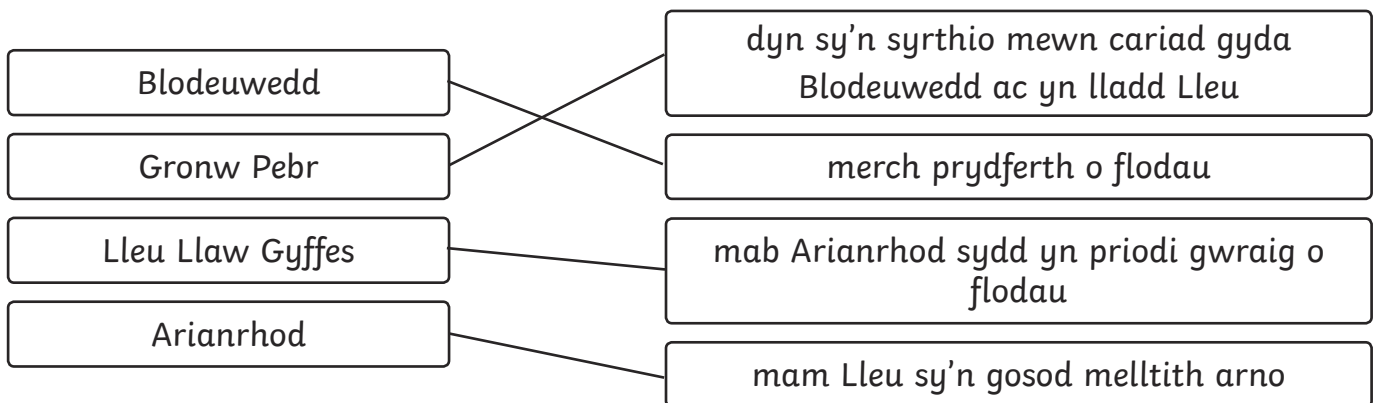 Blodeuwedd
Gronw Pebr
Lleu Llaw Gyffes
Arianrhod
dyn sy'n syrthio mewn cariad gyda
Blodeuwedd ac yn lladd Lleu
merch prydferth o flodau
mab Arianrhod sydd yn priodi gwraig o
flodau
mam Lleu sy'n gosod melltith arno